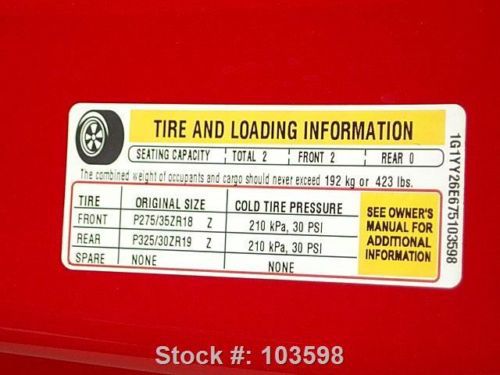 TIRE AND LOADING INFORMATION
SEATING CAPACITY TOTAL 2 FRONT 2 REAR 0
The combined weight of occupants and cargo should never exceed 192 kg or 423 lbs.
TIRE ORIGINAL SIZE COLD TIRE PRESSURE
FRONT P275/35ZR18 Z 210 kPa, 30 PSI
REAR P325/30ZR19 Z 210 kPa, 30 PSI
SPARE NONE NONE
SEE OWNER'S
MANUAL FOR
ADDITIONAL
INFORMATION
1G1YY26E675103598
Stock #: 103598